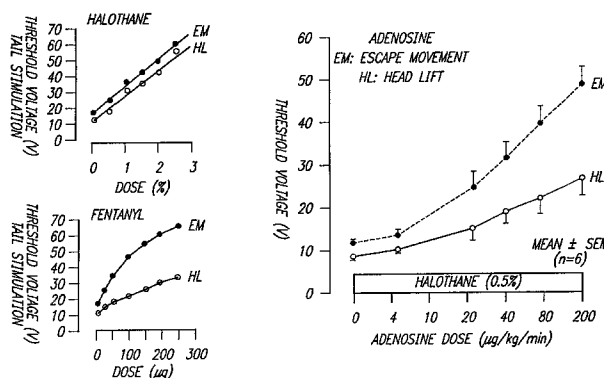 HALOTHANE
THRESHOLD VOLTAGE
TAIL STIMULATION
(V)
70
60
50
40
30
20
10
0
EM
HL
0 1 2 3
DOSE (%)
FENTANYL
THRESHOLD VOLTAGE
TAIL STIMULATION
(V)
70
60
50
40
30
20
10
0
EM
HL
0 100 200 300
DOSE (µg)
ADENOSINE
EM: ESCAPE MOVEMENT
HL: HEAD LIFT
THRESHOLD VOLTAGE
60
50
40
30
20
10
0
EM
HL
MEAN ± SEM
(n=6)
HALOTHANE (0.5%)
0 4 10 20 40 80 200
ADENOSINE DOSE (µg/kg/min)